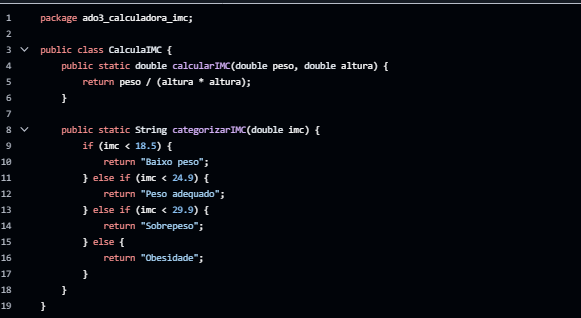 1 package ado3_calculadora_imc;
2
3 public class CalculaIMC {
4     public static double calcularIMC(double peso, double altura) {
5         return peso / (altura * altura);
6     }
7
8     public static String categorizarIMC(double imc) {
9         if (imc < 18.5) {
10             return "Baixo peso";
11         } else if (imc < 24.9) {
12             return "Peso adequado";
13         } else if (imc < 29.9) {
14             return "Sobrepeso";
15         } else {
16             return "Obesidade";
17         }
18     }
19 }